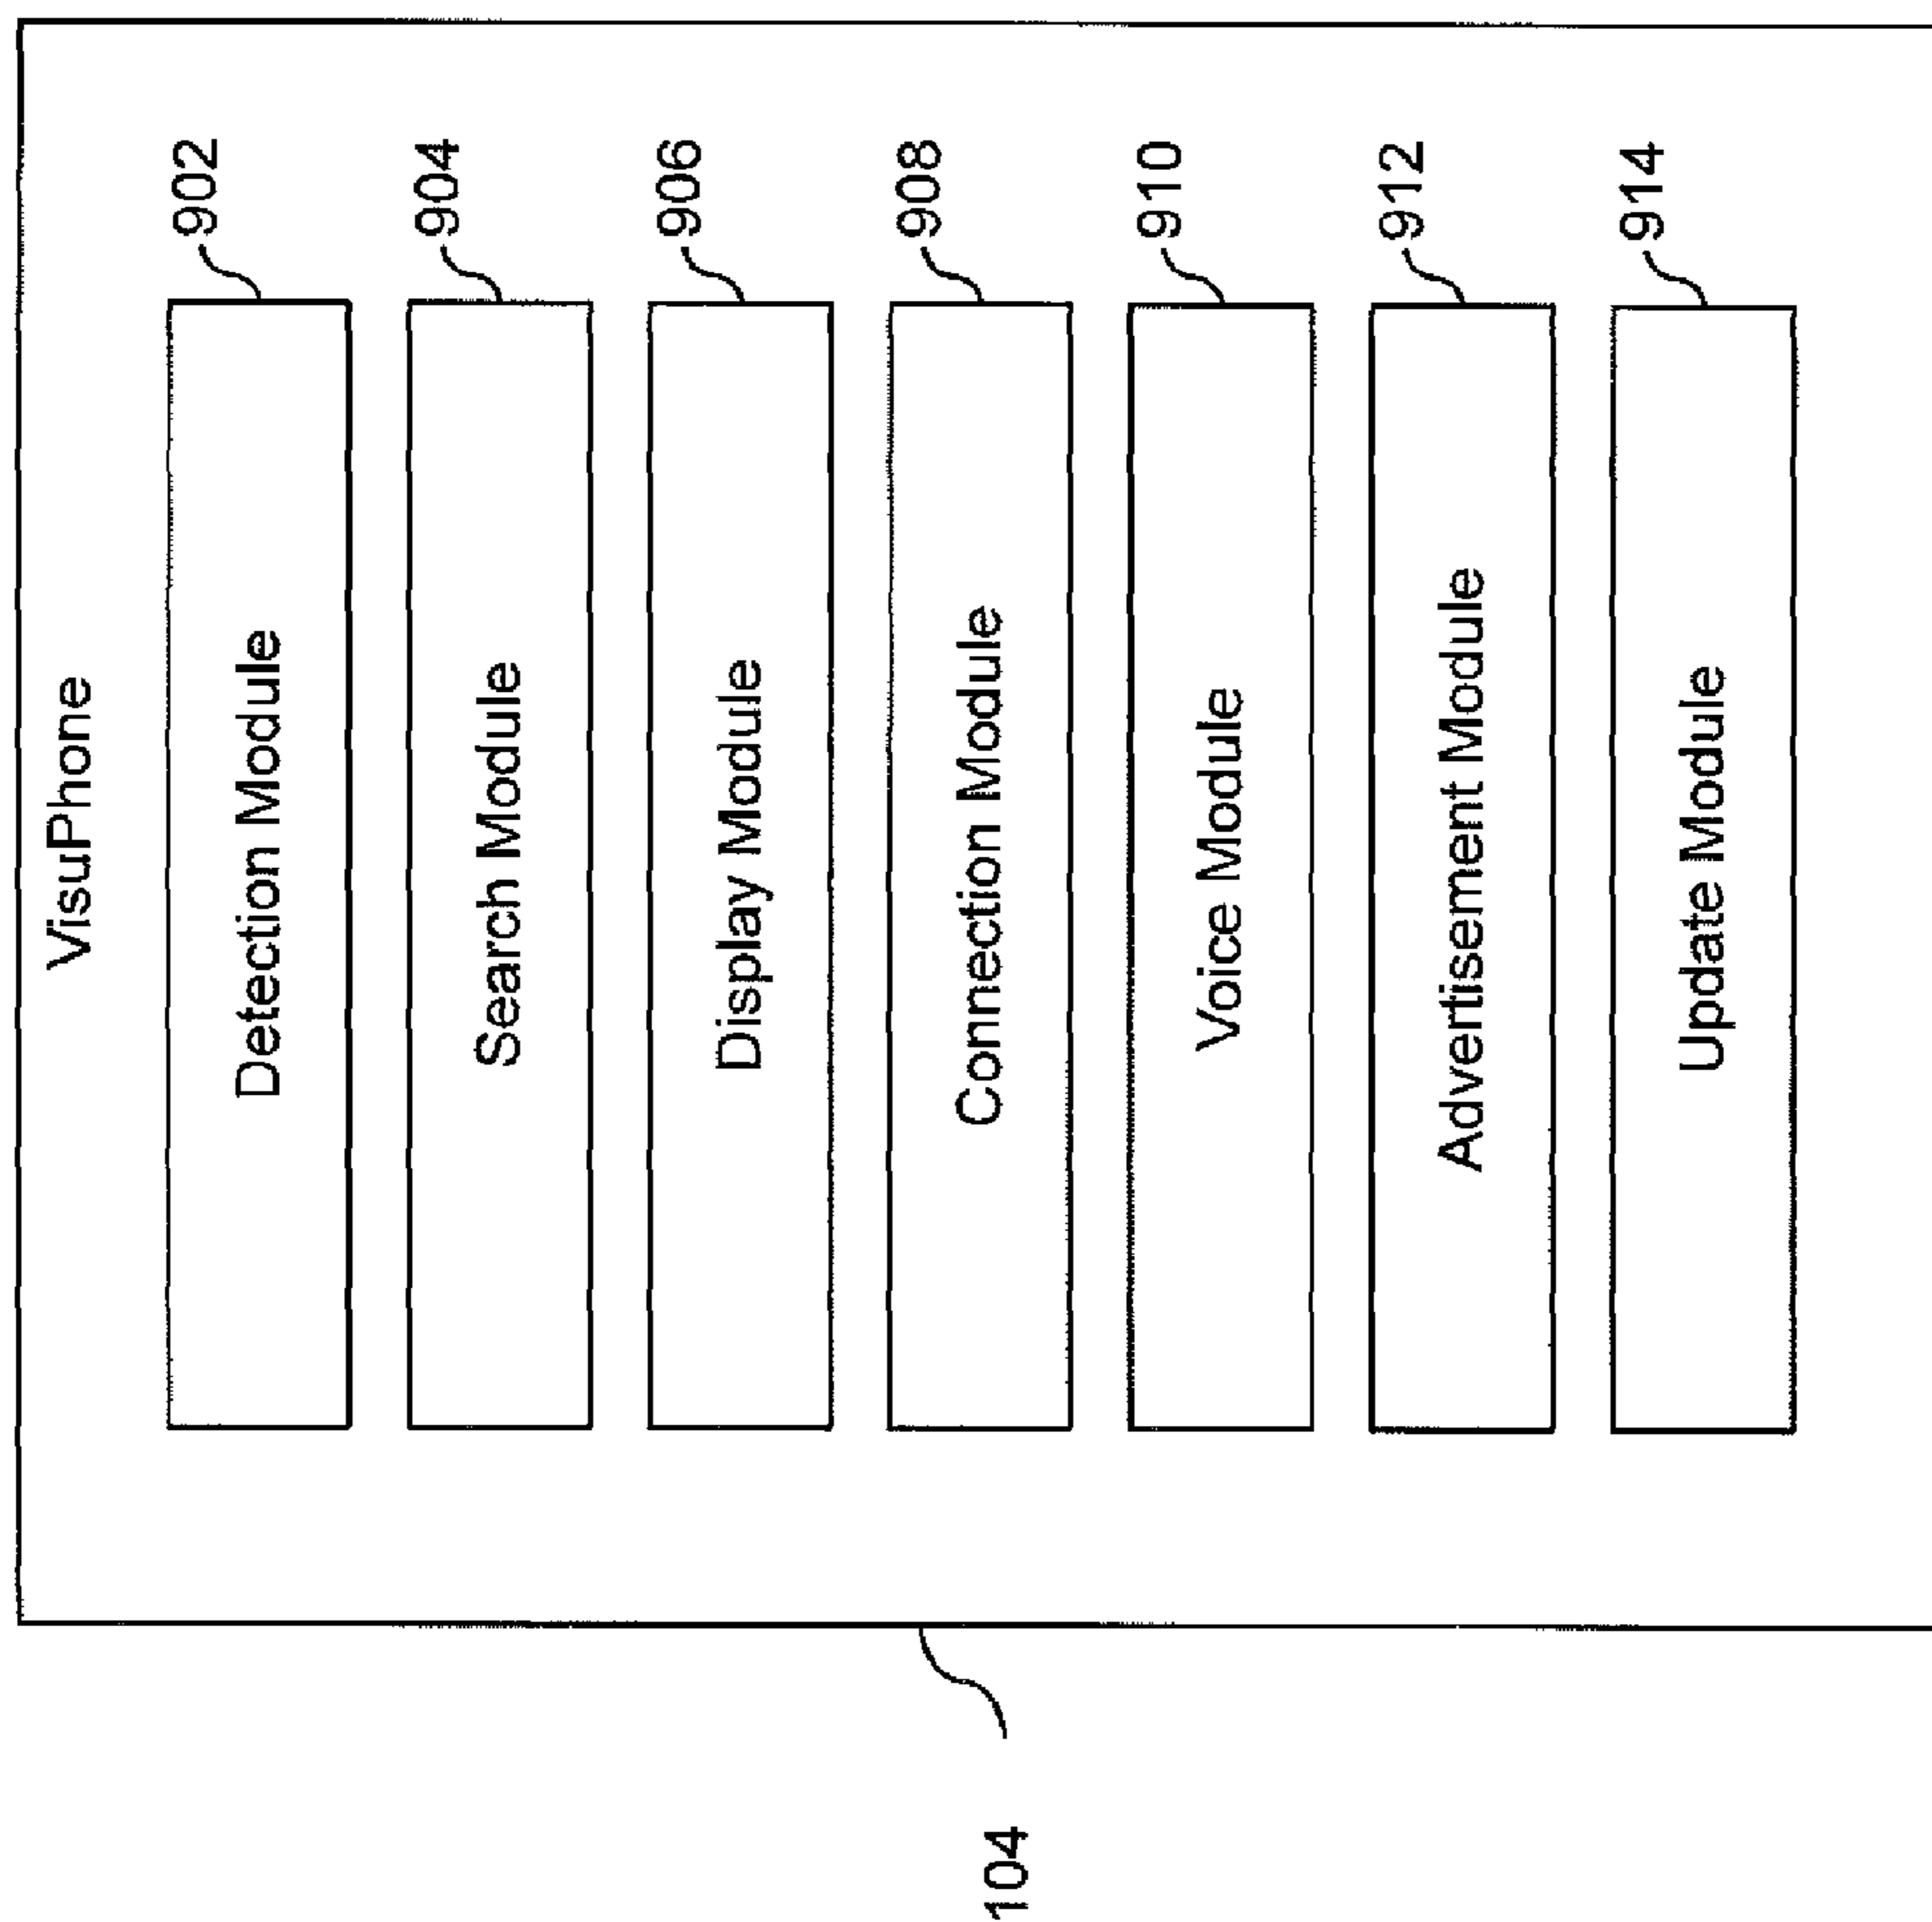 VisuPhone
Detection Module
902
Search Module
904
Display Module
906
Connection Module
908
Voice Module
910
Advertisement Module
912
Update Module
914
104